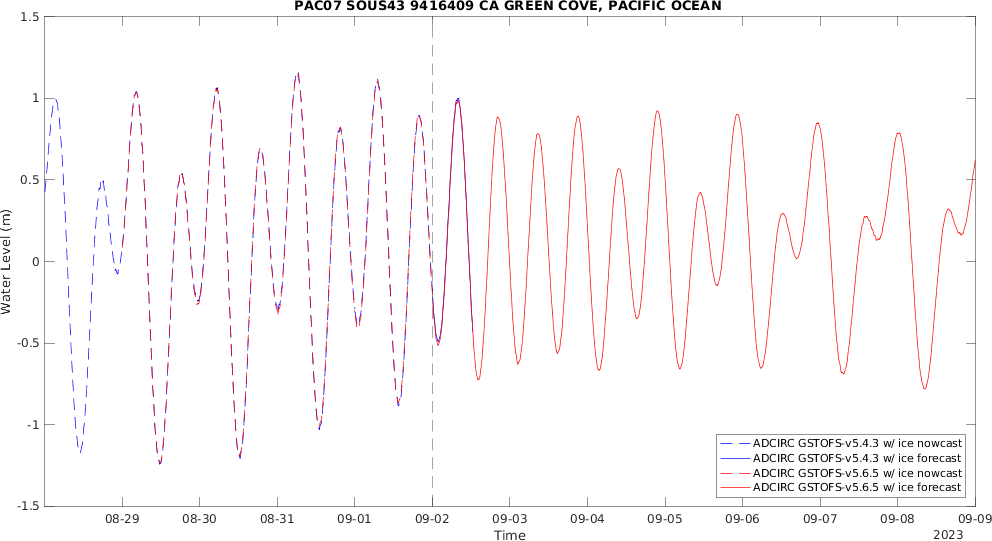 PAC07 SOUS43 9416409 CA GREEN COVE, PACIFIC OCEAN
1.5
1
0.5
0
-0.5
-1
-1.5
Water Level (m)
08-29 08-30 08-31 09-01 09-02 09-03 09-04 09-05 09-06 09-07 09-08 09-09
Time
2023
ADCIRC GSTOFS-v5.4.3 w/ ice nowcast
ADCIRC GSTOFS-v5.4.3 w/ ice forecast
ADCIRC GSTOFS-v5.6.5 w/ ice nowcast
ADCIRC GSTOFS-v5.6.5 w/ ice forecast